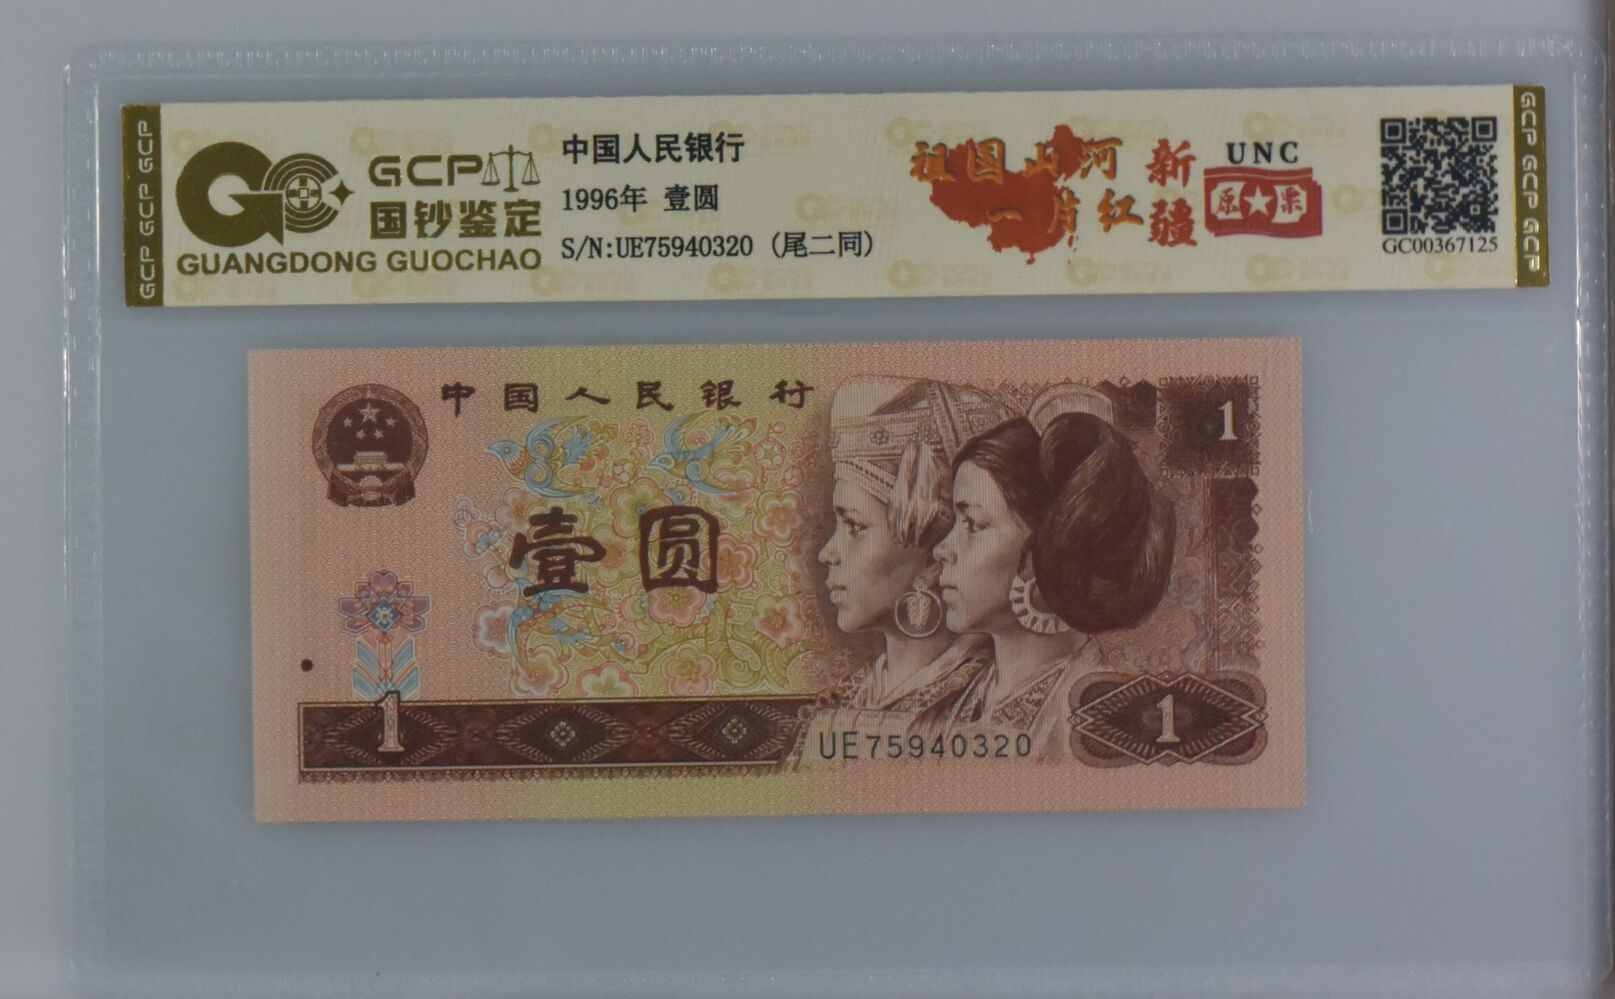 GCP GCP GCP GCP
GCP
国钞鉴定
GUANGDONG GUOCHAO
中国人民银行
1996年 壹圆
S/N:UE75940320 (尾二同)
祖国山河
一片红
新疆
UNC
原★票
GC00367125
GCP GCP GCP GCP
中国人民银行
1
壹圆
1
UE75940320
1